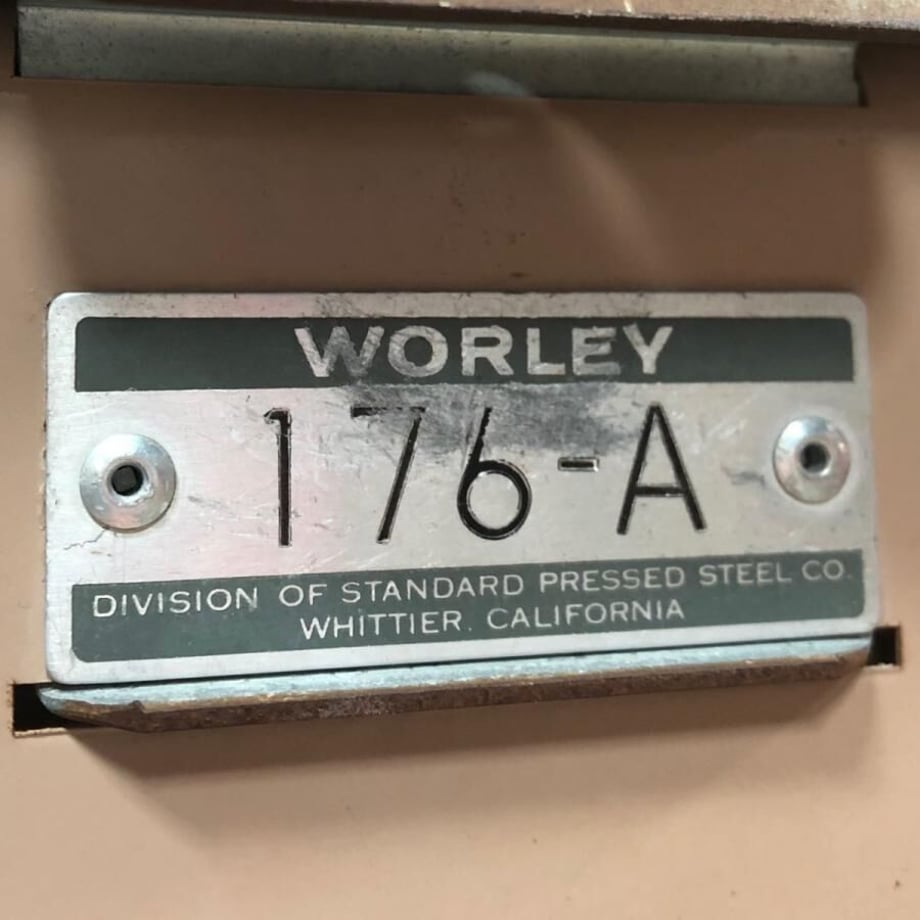 WORLEY
176-A
DIVISION OF STANDARD PRESSED STEEL CO.
WHITTIER, CALIFORNIA